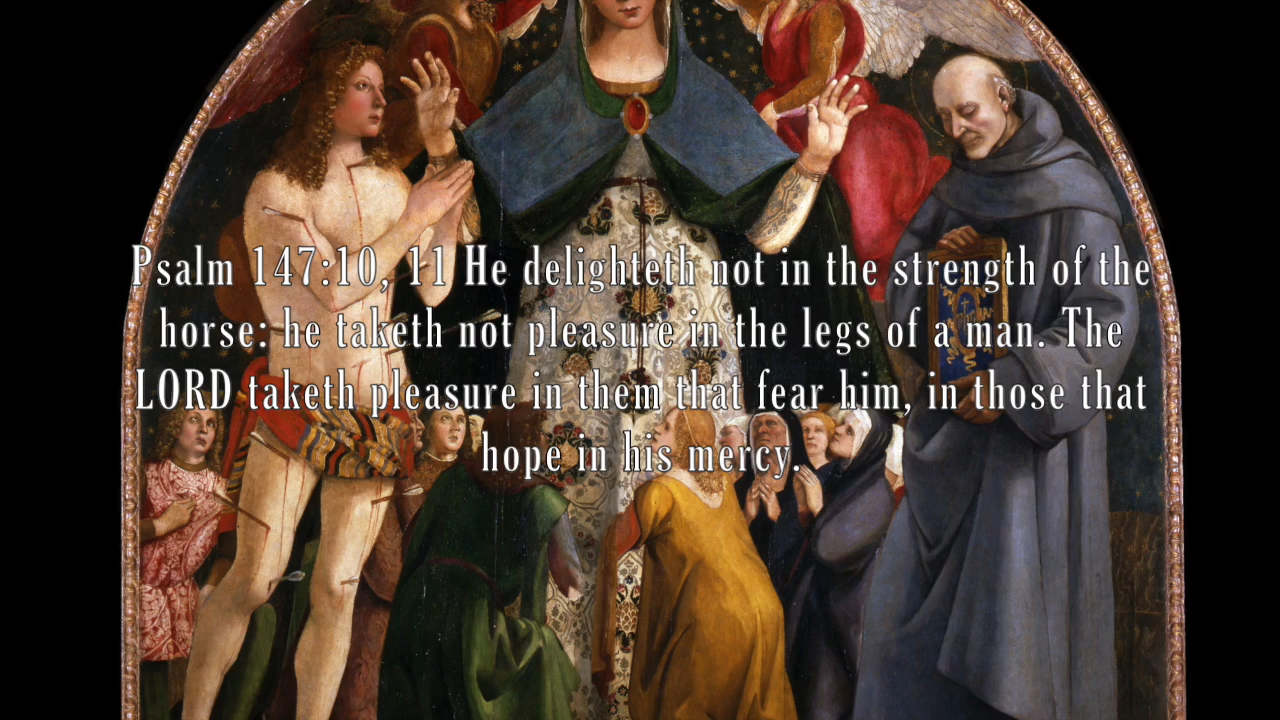 Psalm 147:10, 11 He delighteth not in the strength of the
horse: he taketh not pleasure in the legs of a man. The
LORD taketh pleasure in them that fear him, in those that
hope in his mercy.